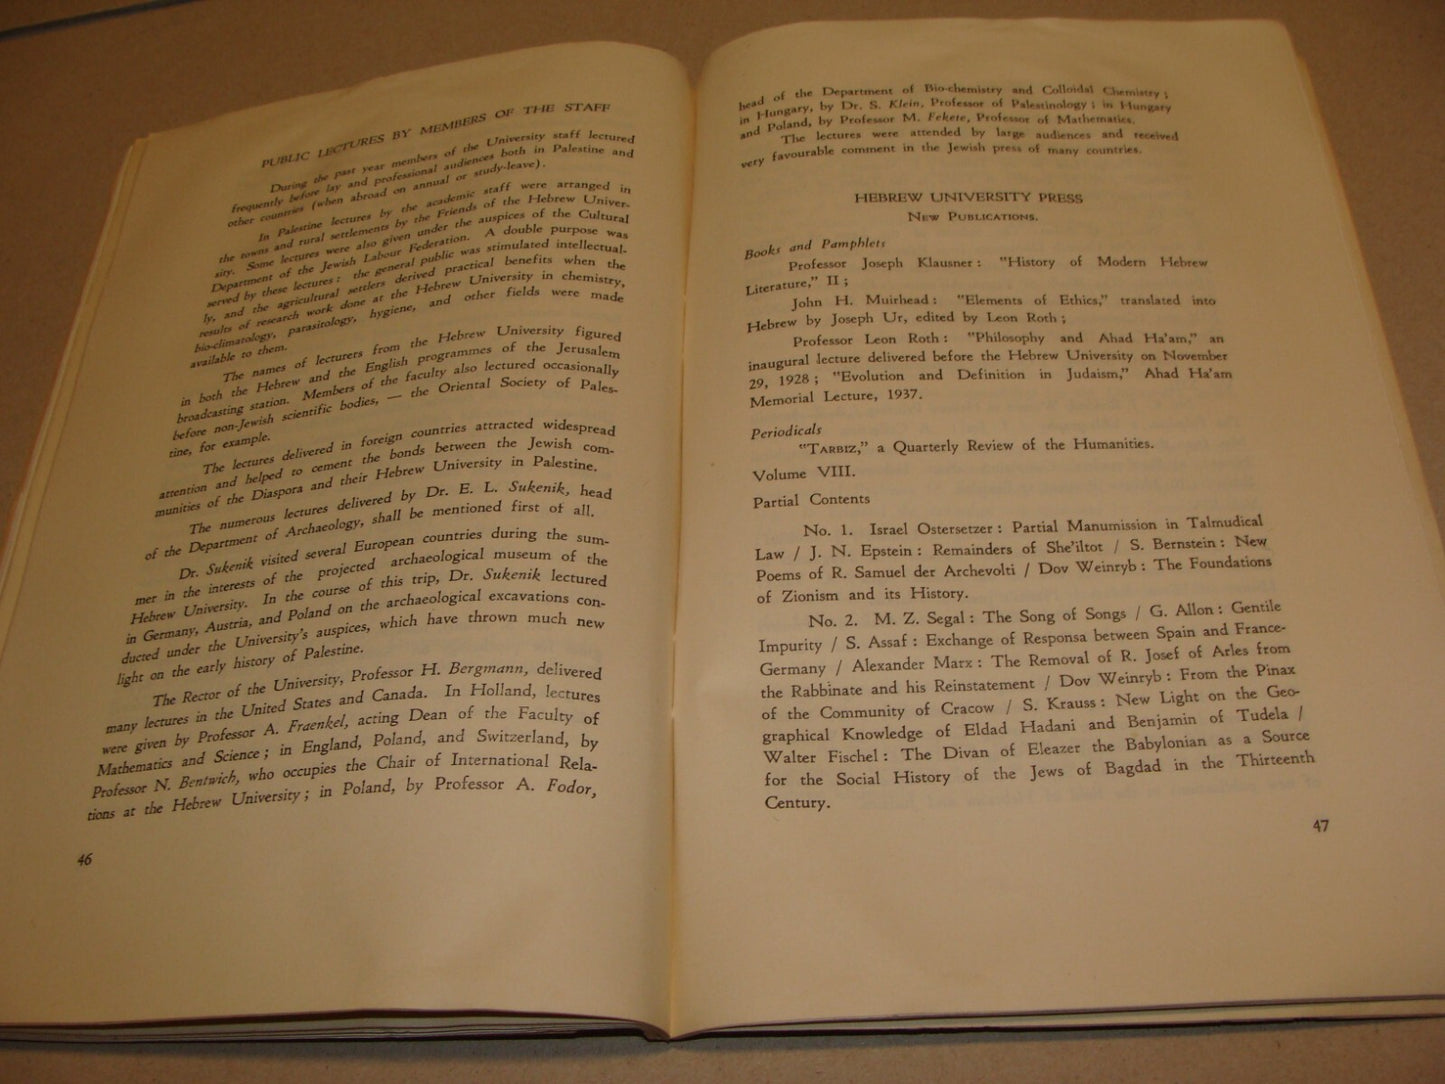 PUBLIC LECTURES BY MEMBERS OF THE STAFF
During the past year members of the University staff lectured
frequently before lay and professional audiences both in Palestine and
other countries (when abroad on annual or study-leave).
In Palestine lectures by the academic staff were arranged in
the towns and rural settlements by the Friends of the Hebrew Univer-
sity. Some lectures were also given under the auspices of the Cultural
Department of the Jewish Labour Federation. A double purpose was
served by these lectures : the general public was stimulated intellectual-
ly, and the agricultural settlers derived practical benefits when the
results of research work done at the Hebrew University in chemistry,
bio-climatology, parasitology, hygiene, and other fields were made
available to them.
The names of lecturers from the Hebrew University figured
in both the Hebrew and the English programmes of the Jerusalem
broadcasting station. Members of the faculty also lectured occasionally
before non-Jewish scientific bodies, — the Oriental Society of Pales-
tine, for example.
The lectures delivered in foreign countries attracted widespread
attention and helped to cement the bonds between the Jewish com-
munities of the Diaspora and their Hebrew University in Palestine.
The numerous lectures delivered by Dr. E. L. Sukenik, head
of the Department of Archaeology, shall be mentioned first of all.
Dr. Sukenik visited several European countries during the sum-
mer in the interests of the projected archaeological museum of the
Hebrew University. In the course of this trip, Dr. Sukenik lectured
in Germany, Austria, and Poland on the archaeological excavations con-
ducted under the University's auspices, which have thrown much new
light on the early history of Palestine.
The Rector of the University, Professor H. Bergmann, delivered
many lectures in the United States and Canada. In Holland, lectures
were given by Professor A. Fraenkel, acting Dean of the Faculty of
Mathematics and Science ; in England, Poland, and Switzerland, by
Professor N. Bentwich, who occupies the Chair of International Rela-
tions at the Hebrew University ; in Poland, by Professor A. Fodor,
46
head of the Department of Bio-chemistry and Colloidal Chemistry ;
in Hungary, by Dr. S. Klein, Professor of Palestinology ; in Hungary
and Poland, by Professor M. Fekete, Professor of Mathematics.
The lectures were attended by large audiences and received
very favourable comment in the Jewish press of many countries.
HEBREW UNIVERSITY PRESS
New Publications.
Books and Pamphlets
Professor Joseph Klausner : "History of Modern Hebrew
Literature," II ;
John H. Muirhead : "Elements of Ethics," translated into
Hebrew by Joseph Ur, edited by Leon Roth ;
Professor Leon Roth : "Philosophy and Ahad Ha'am," an
inaugural lecture delivered before the Hebrew University on November
29, 1928 ; "Evolution and Definition in Judaism," Ahad Ha'am
Memorial Lecture, 1937.
Periodicals
"Tarbiz," a Quarterly Review of the Humanities.
Volume VIII.
Partial Contents
No. 1. Israel Ostersetzer : Partial Manumission in Talmudical
Law / J. N. Epstein : Remainders of She'iltot / S. Bernstein : New
Poems of R. Samuel der Archevolti / Dov Weinryb : The Foundations
of Zionism and its History.
No. 2. M. Z. Segal : The Song of Songs / G. Allon : Gentile
Impurity / S. Assaf : Exchange of Responsa between Spain and France-
Germany / Alexander Marx : The Removal of R. Josef of Arles from
the Rabbinate and his Reinstatement / Dov Weinryb : From the Pinax
of the Community of Cracow / S. Krauss : New Light on the Geo-
graphical Knowledge of Eldad Hadani and Benjamin of Tudela /
Walter Fischel : The Divan of Eleazer the Babylonian as a Source
for the Social History of the Jews of Bagdad in the Thirteenth
Century.
47